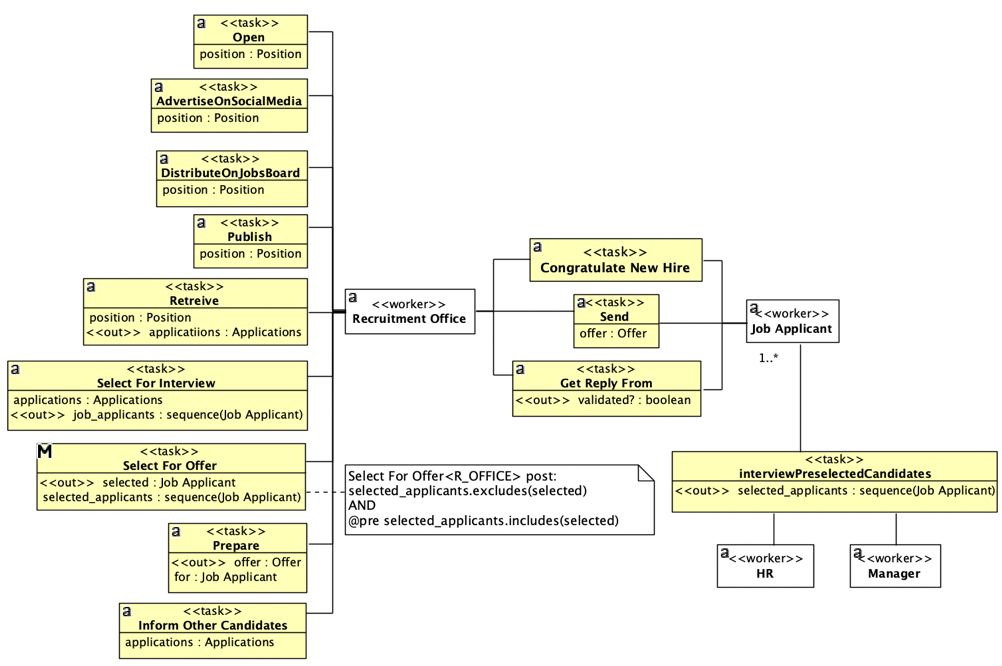 a <<task>>
Open
position : Position
a <<task>>
AdvertiseOnSocialMedia
position : Position
a <<task>>
DistributeOnJobsBoard
position : Position
a <<task>>
Publish
position : Position
a <<task>>
Retreive
position : Position
<<out>> applicatiions : Applications
a <<task>>
Select For Interview
applications : Applications
<<out>> job_applicants : sequence(Job Applicant)
M <<task>>
Select For Offer
<<out>> selected : Job Applicant
selected_applicants : sequence(Job Applicant)
a <<task>>
Prepare
<<out>> offer : Offer
for : Job Applicant
a <<task>>
Inform Other Candidates
applications : Applications
a <<worker>>
Recruitment Office
Select For Offer<R_OFFICE> post:
selected_applicants.excludes(selected)
AND
@pre selected_applicants.includes(selected)
a <<task>>
Congratulate New Hire
a <<task>>
Send
offer : Offer
a <<task>>
Get Reply From
<<out>> validated? : boolean
a <<worker>>
Job Applicant
1..*
<<task>>
interviewPreselectedCandidates
<<out>> selected_applicants : sequence(Job Applicant)
a <<worker>>
HR
a <<worker>>
Manager